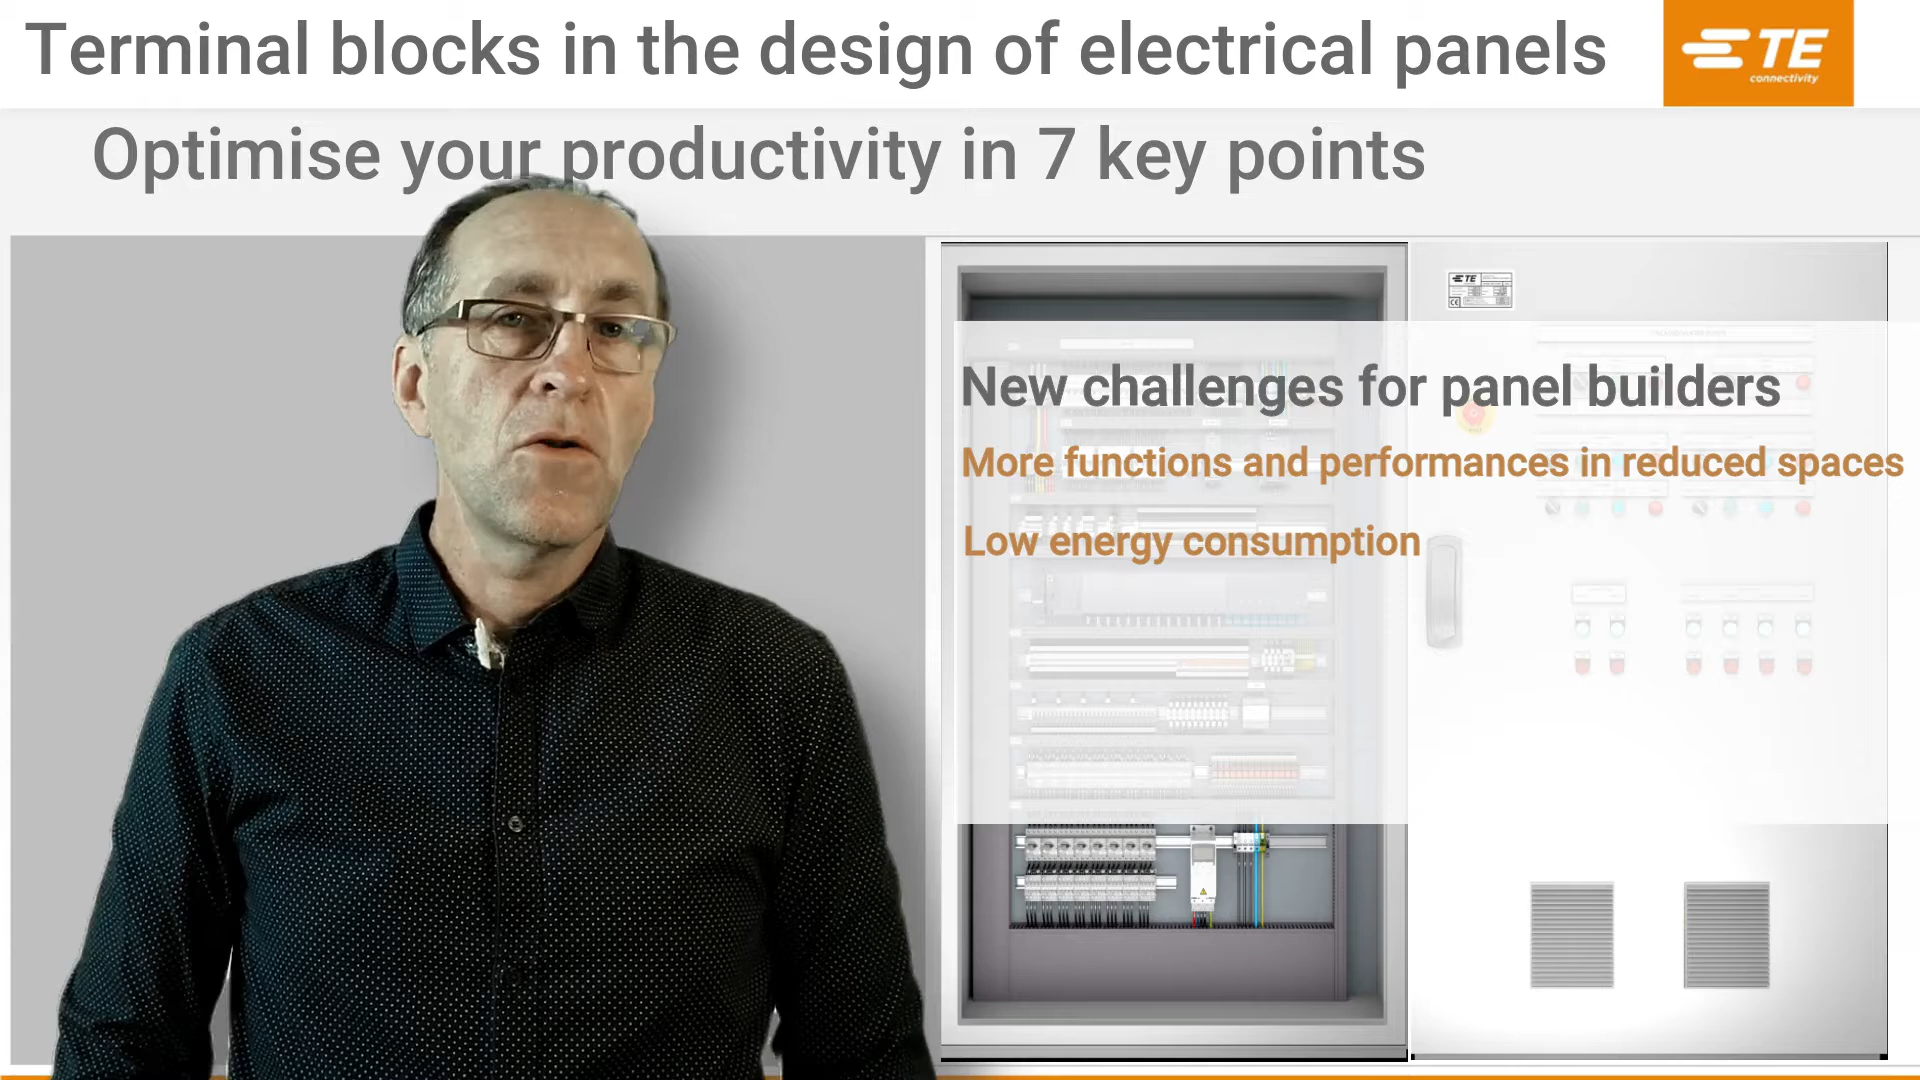 Terminal blocks in the design of electrical panels
TE
connectivity
Optimise your productivity in 7 key points
TE
New challenges for panel builders
More functions and performances in reduced spaces
Low energy consumption